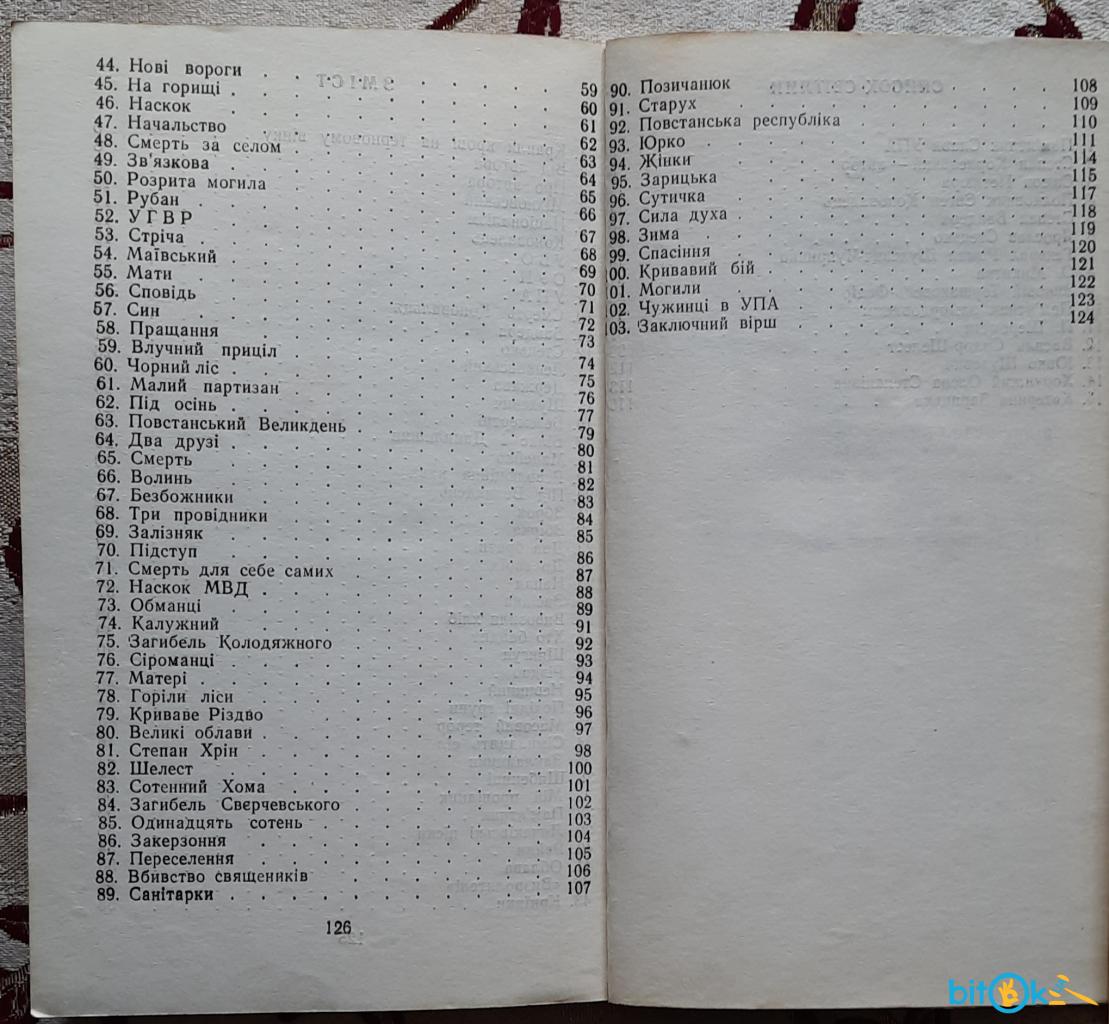 44. Нові вороги . . . . . . . . . 59
45. На горищі . . . . . . . . . 60
46. Наскок . . . . . . . . . 61
47. Начальство . . . . . . . . . 62
48. Смерть за селом . . . . . . . . . 63
49. Зв'язкова . . . . . . . . . 64
50. Розрита могила . . . . . . . . . 65
51. Рубан . . . . . . . . . 66
52. У Г В Р . . . . . . . . . 67
53. Стріча . . . . . . . . . 68
54. Маївський . . . . . . . . . 69
55. Мати . . . . . . . . . 70
56. Сповідь . . . . . . . . . 71
57. Син . . . . . . . . . 72
58. Пращання . . . . . . . . . 73
59. Влучний приціл . . . . . . . . . 74
60. Чорний ліс . . . . . . . . . 75
61. Малий партизан . . . . . . . . . 76
62. Під осінь . . . . . . . . . 77
63. Повстанський Великдень . . . . . . . . . 79
64. Два друзі . . . . . . . . . 80
65. Смерть . . . . . . . . . 81
66. Волинь . . . . . . . . . 82
67. Безбожники . . . . . . . . . 83
68. Три провідники . . . . . . . . . 84
69. Залізняк . . . . . . . . . 85
70. Підступ . . . . . . . . . 86
71. Смерть для себе самих . . . . . . . . . 87
72. Наскок МВД . . . . . . . . . 88
73. Обманці . . . . . . . . . 89
74. Калужний . . . . . . . . . 91
75. Загибель Колодяжного . . . . . . . . . 92
76. Сіроманці . . . . . . . . . 93
77. Матері . . . . . . . . . 94
78. Горіли ліси . . . . . . . . . 95
79. Криваве Різдво . . . . . . . . . 96
80. Великі облави . . . . . . . . . 97
81. Степан Хрін . . . . . . . . . 98
82. Шелест . . . . . . . . . 100
83. Сотенний Хома . . . . . . . . . 101
84. Загибель Свєрчевського . . . . . . . . . 102
85. Одинадцять сотень . . . . . . . . . 103
86. Закерзоння . . . . . . . . . 104
87. Переселення . . . . . . . . . 105
88. Вбивство священиків . . . . . . . . . 106
89. Санітарки . . . . . . . . . 107
126
90. Позичанюк . . . . . . . . . 108
91. Старух . . . . . . . . . 109
92. Повстанська республіка . . . . . . . . . 110
93. Юрко . . . . . . . . . 111
94. Жінки . . . . . . . . . 114
95. Зарицька . . . . . . . . . 115
96. Сутичка . . . . . . . . . 117
97. Сила духа . . . . . . . . . 118
98. Зима . . . . . . . . . 119
99. Спасіння . . . . . . . . . 120
00. Кривавий бій . . . . . . . . . 121
01. Могили . . . . . . . . . 122
02. Чужинці в УПА . . . . . . . . . 123
03. Заключний вірш . . . . . . . . . 124
bitok